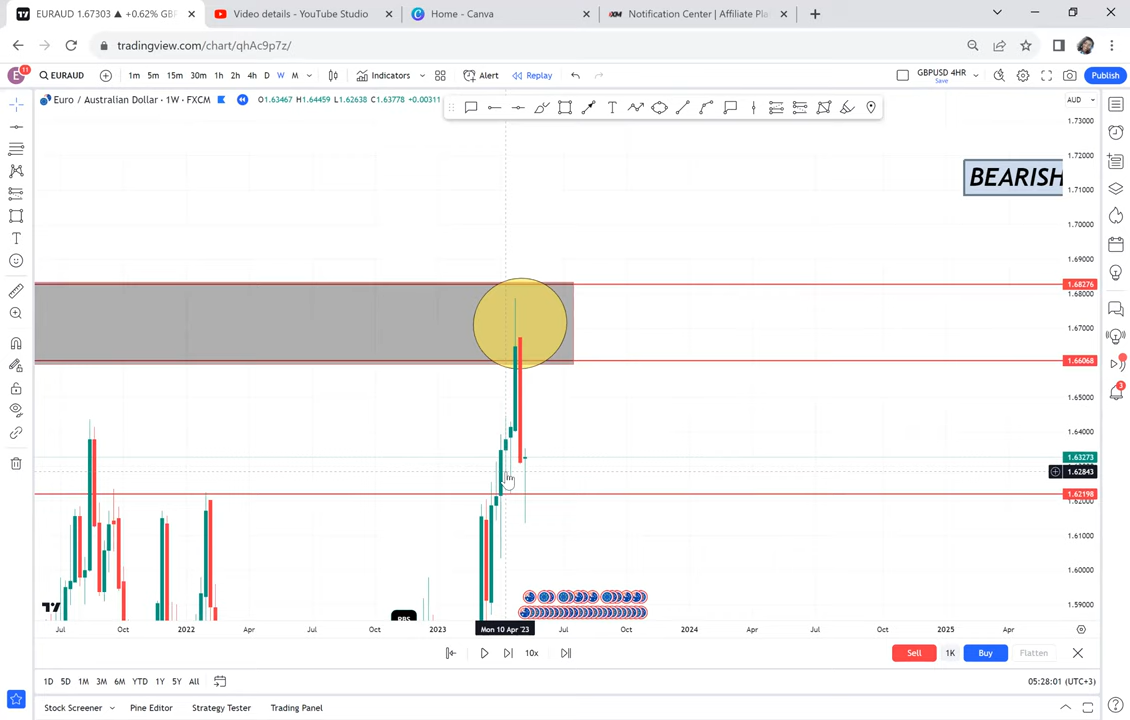 EURAUD 1.67303 ▲ +0.62% GB
Video details - YouTube Studio
Home - Canva
Notification Center | Affiliate Pla
tradingview.com/chart/qhAc9p7z/
E 11 EURAUD 1m 5m 15m 30m 1h 2h 4h D W M Indicators Alert Replay GBPUSD 4HR Save Publish
Euro / Australian Dollar · 1W · FXCM O1.63467 H1.64459 L1.62638 C1.63778 +0.00311 AUD
1.73000
1.72000
BEARISH
1.71000
1.70000
1.69000
1.68276
1.68000
1.67000
1.66068
1.65000
1.64000
1.63273
1.62843
1.62198
1.62000
1.61000
1.60000
1.59000
3
Jul Oct 2022 Apr Jul Oct 2023 Mon 10 Apr '23 Jul Oct 2024 Apr Jul Oct 2025 Apr
10x Sell 1K Buy Flatten
1D 5D 1M 3M 6M YTD 1Y 5Y All 05:28:01 (UTC+3)
Stock Screener Pine Editor Strategy Tester Trading Panel